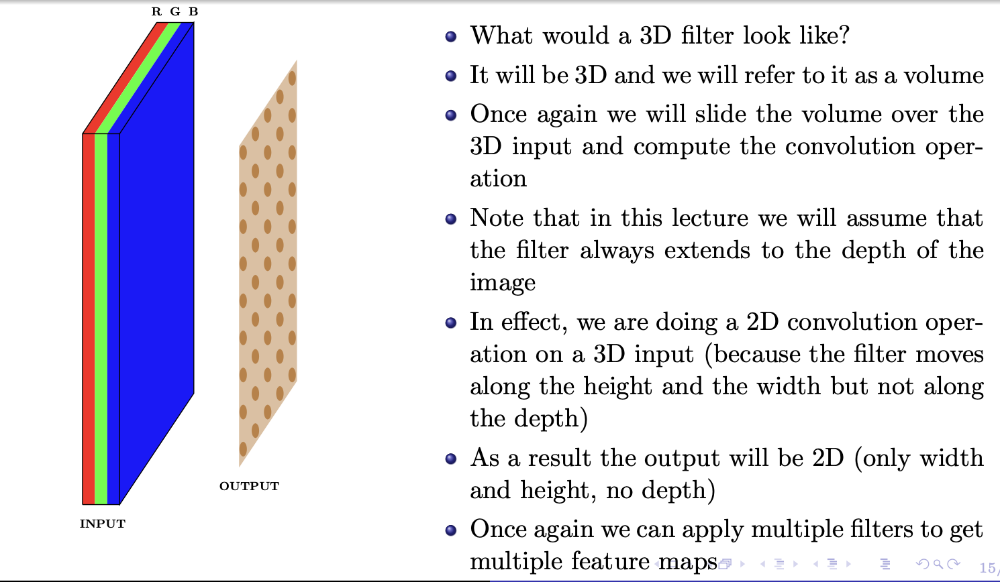 R G B
INPUT
OUTPUT
What would a 3D filter look like?
It will be 3D and we will refer to it as a volume
Once again we will slide the volume over the
3D input and compute the convolution oper-
ation
Note that in this lecture we will assume that
the filter always extends to the depth of the
image
In effect, we are doing a 2D convolution oper-
ation on a 3D input (because the filter moves
along the height and the width but not along
the depth)
As a result the output will be 2D (only width
and height, no depth)
Once again we can apply multiple filters to get
multiple feature maps
15/